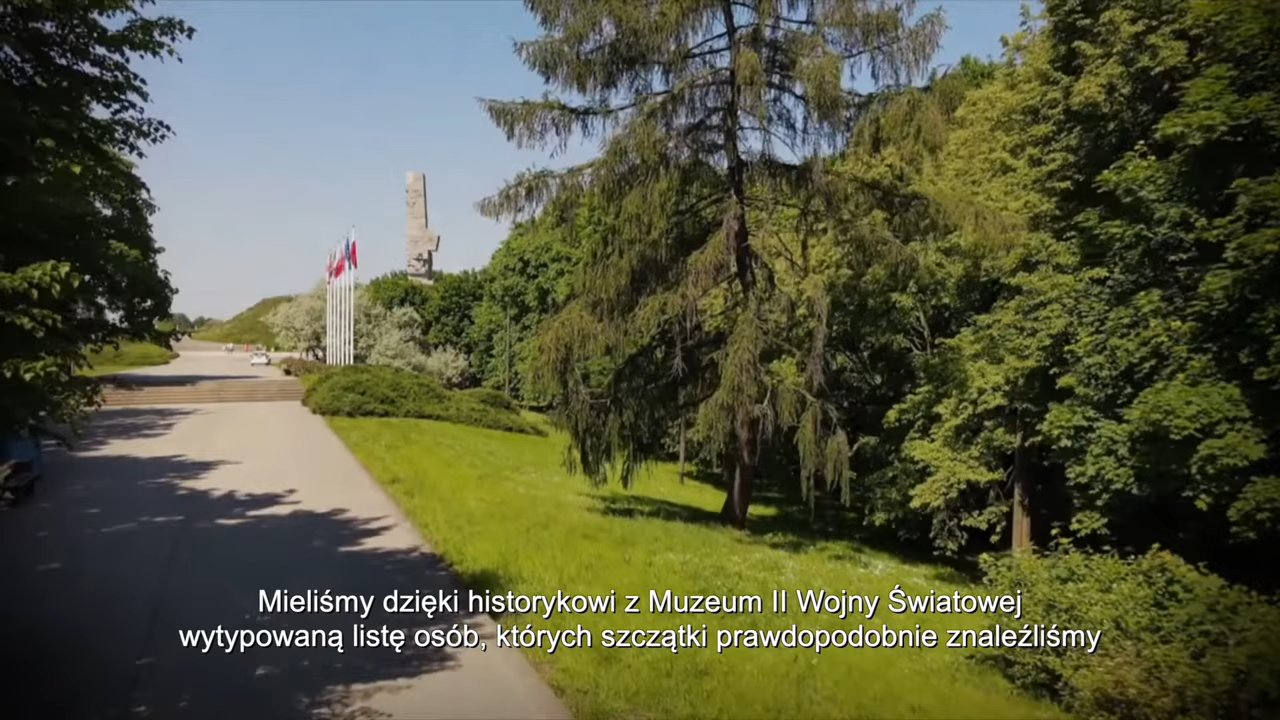 Mieliśmy dzięki historykowi z Muzeum II Wojny Światowej
wytypowaną listę osób, których szczątki prawdopodobnie znaleźliśmy